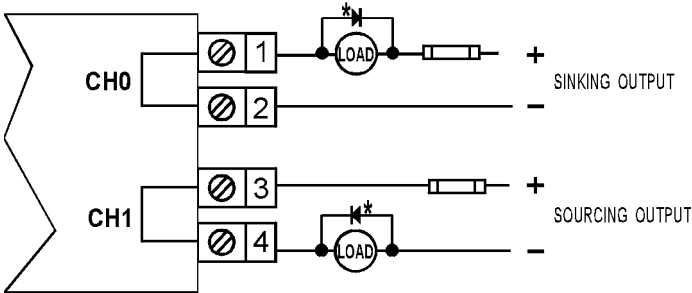 *
1 LOAD +
CH0 SINKING OUTPUT
2 −
3 +
CH1 * SOURCING OUTPUT
4 LOAD −